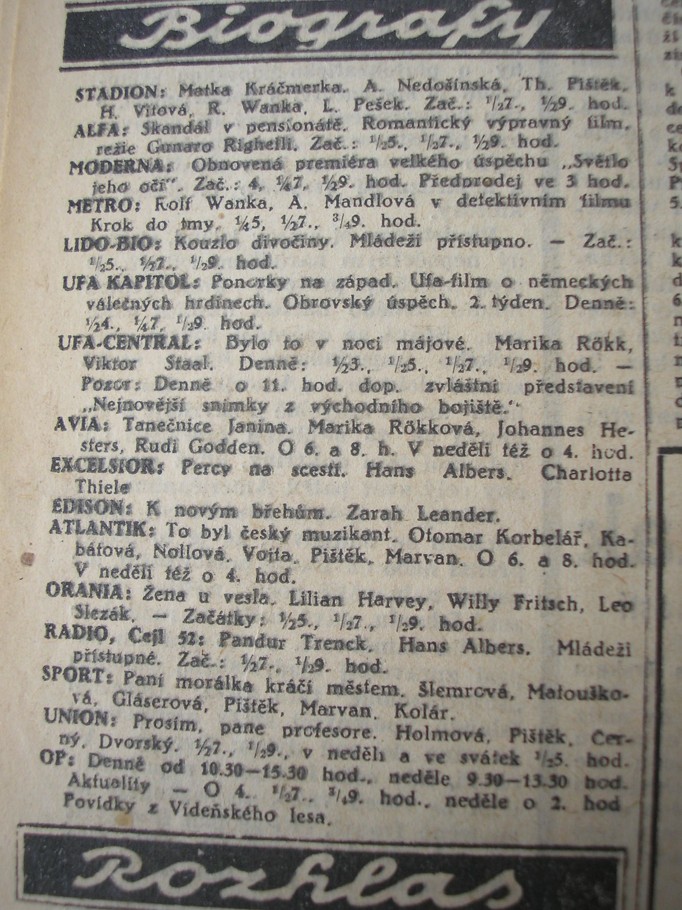 Biografy
STADION: Matka Kráčmerka. A. Nedošínská, Th. Pištěk,
H. Vítová, R. Wanka, L. Pešek. Zač.: ½7., ½9. hod.
ALFA: Skandál v pensionátě. Romantický výpravný film,
režie Gunaro Righelli. Zač.: ½5., ½7., ½9. hod.
MODERNA: Obnovená premiéra velkého úspěchu „Světlo
jeho očí". Zač.: 4, ¼7, ½9. hod. Předprodej ve 3 hod.
METRO: Rolf Wanka, A. Mandlová v detektivním filmu
Krok do tmy. ¼5, ½7., ¾9. hod.
LIDO-BIO: Kouzlo divočiny. Mládeži přístupno. — Zač.:
½5., ½7., ½9. hod.
UFA KAPITOL: Ponorky na západ. Ufa-film o německých
válečných hrdinech. Obrovský úspěch. 2. týden. Denně:
½4., ¼7, ½9. hod.
UFA-CENTRAL: Bylo to v noci májové. Marika Rökk,
Viktor Staal. Denně: ½3., ½5., ½7., ½9. hod. —
Pozor: Denně o 11. hod. dop. zvláštní představení
„Nejnovější snímky z východního bojiště."
AVIA: Tanečnice Janina. Marika Rökková, Johannes He-
sters, Rudi Godden. O 6. a 8. h. V neděli též o 4. hod.
EXCELSIOR: Percy na scestí. Hans Albers. Charlotta
Thiele
EDISON: K novým břehům. Zarah Leander.
ATLANTIK: To byl český muzikant. Otomar Korbelář, Ka-
bátová, Nollová, Vojta, Pištěk, Marvan. O 6. a 8. hod.
V neděli též o 4. hod.
ORANIA: Žena u vesla. Lilian Harvey, Willy Fritsch, Leo
Slezák. — Začátky: ½5., ½7., ½9. hod.
RADIO, Cejl 52: Pandur Trenck. Hans Albers. Mládeži
přístupné. Zač.: ½7., ½9. hod.
SPORT: Paní morálka kráčí městem. Šlemrová, Matouško-
vá, Gláserová, Pištěk, Marvan, Kolár.
UNION: Prosím, pane profesore. Holmová, Pištěk, Čer-
ný, Dvorský. ½7., ½9., v neděli a ve svátek ½5. hod.
OP: Denně od 10.30—15.30 hod., neděle 9.30—13.30 hod.
Aktuality — O 4. ½7., ¾9. hod., neděle o 2. hod
Povídky z Vídeňského lesa.
Rozhlas